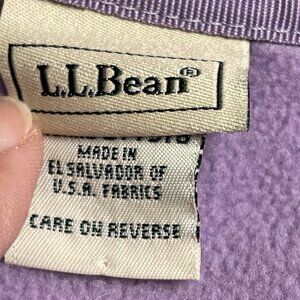 L.L.Bean®
MADE IN
EL SALVADOR OF
U.S.A. FABRICS
CARE ON REVERSE